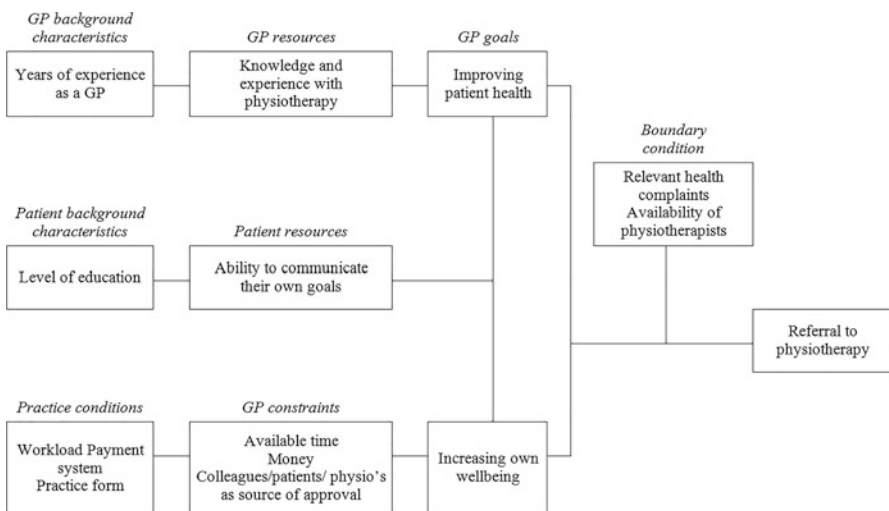 GP background
characteristics
GP resources
GP goals
Years of experience
as a GP
Knowledge and
experience with
physiotherapy
Improving
patient health
Boundary
condition
Relevant health
complaints
Availability of
physiotherapists
Patient background
characteristics
Patient resources
Level of education
Ability to communicate
their own goals
Referral to
physiotherapy
Practice conditions
GP constraints
Workload Payment
system
Practice form
Available time
Money
Colleagues/patients/ physio's
as source of approval
Increasing own
wellbeing